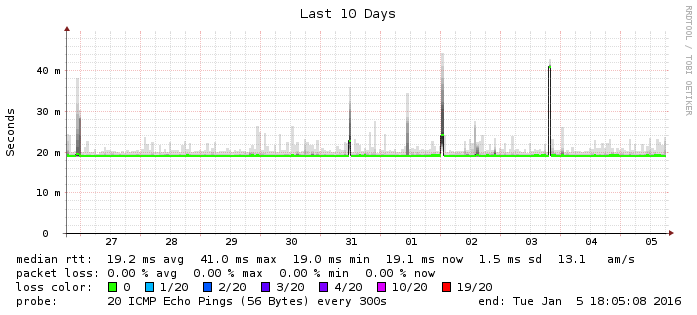 Last 10 Days
RRDTOOL / TOBI OETIKER
Seconds
40 m
30 m
20 m
10 m
0
27 28 29 30 31 01 02 03 04 05
median rtt: 19.2 ms avg 41.0 ms max 19.0 ms min 19.1 ms now 1.5 ms sd 13.1 am/s
packet loss: 0.00 % avg 0.00 % max 0.00 % min 0.00 % now
loss color: 0 1/20 2/20 3/20 4/20 10/20 19/20
probe: 20 ICMP Echo Pings (56 Bytes) every 300s end: Tue Jan 5 18:05:08 2016